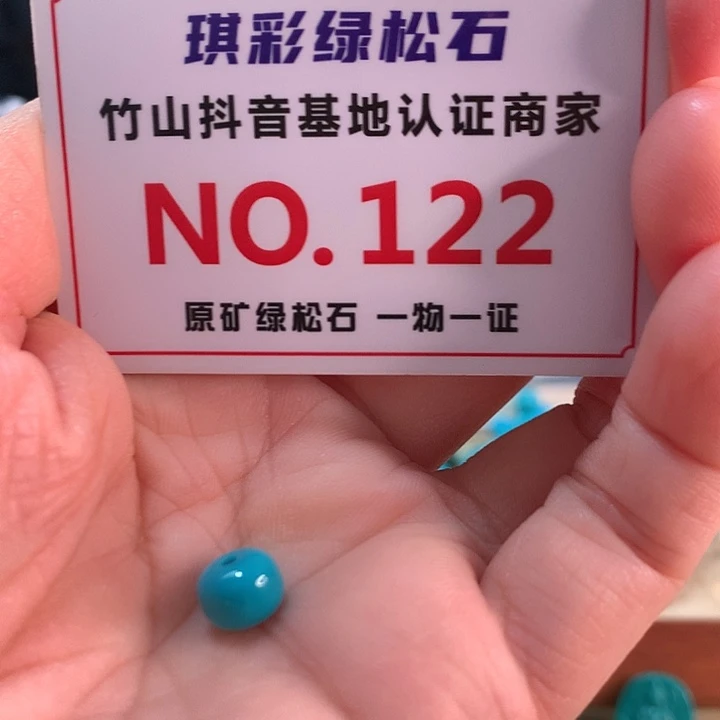 琪彩绿松石
竹山抖音基地认证商家
NO.122
原矿绿松石 一物一证